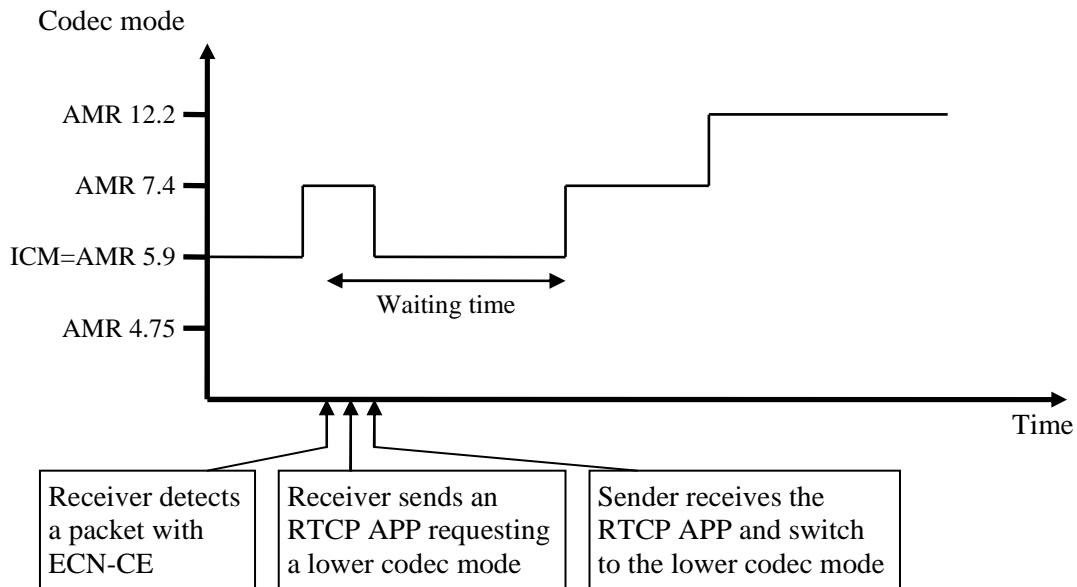 Codec mode
AMR 12.2
AMR 7.4
ICM=AMR 5.9
Waiting time
AMR 4.75
Time
Receiver detects
a packet with
ECN-CE
Receiver sends an
RTCP APP requesting
a lower codec mode
Sender receives the
RTCP APP and switch
to the lower codec mode